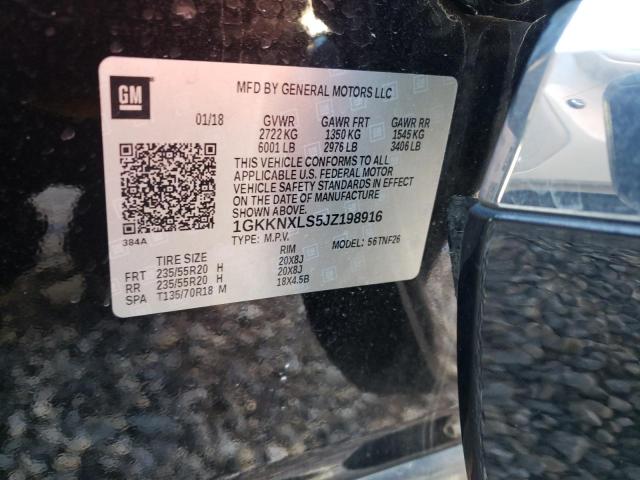 GM
MFD BY GENERAL MOTORS LLC
01/18 GVWR GAWR FRT GAWR RR
2722 KG 1350 KG 1545 KG
6001 LB 2976 LB 3406 LB
THIS VEHICLE CONFORMS TO ALL
APPLICABLE U.S. FEDERAL MOTOR
VEHICLE SAFETY STANDARDS IN EFFECT
ON THE DATE OF MANUFACTURE
SHOWN ABOVE.
1GKKNXLS5JZ198916
384A
TYPE: M.P.V. MODEL: 56TNF26
TIRE SIZE RIM
FRT 235/55R20 H 20X8J
RR 235/55R20 H 20X8J
SPA T135/70R18 M 18X4.5B